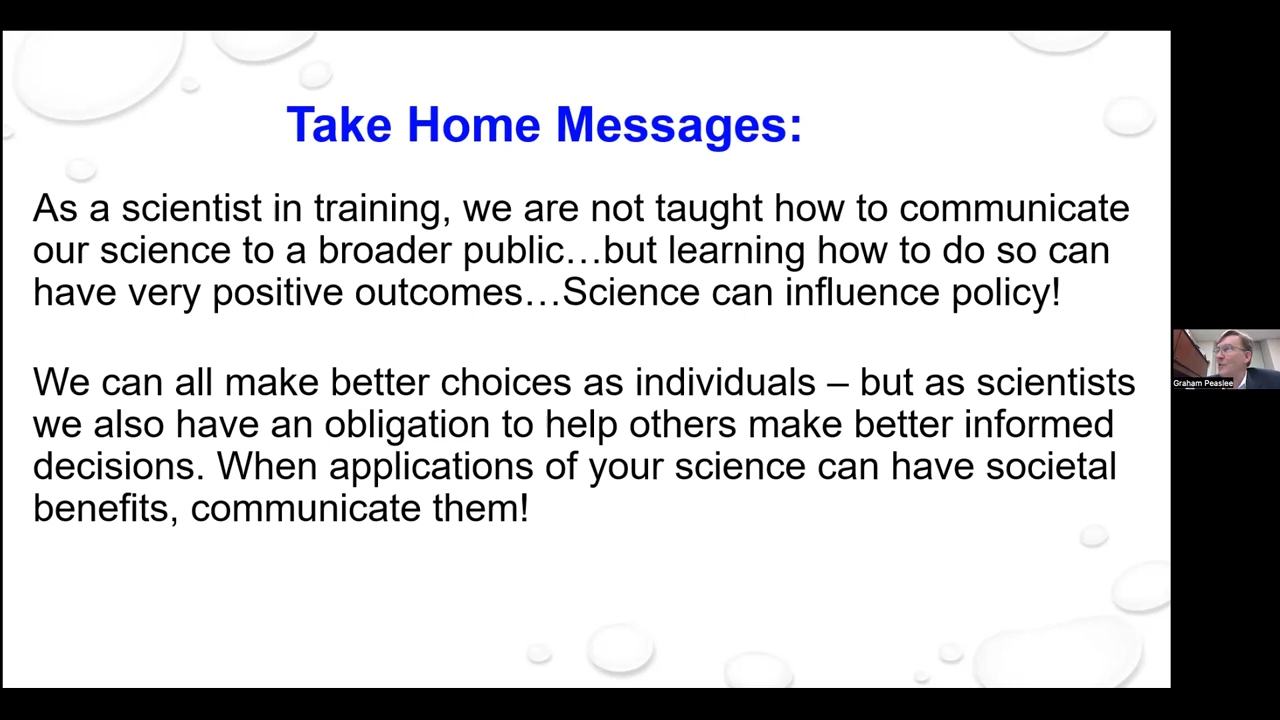 Take Home Messages:
As a scientist in training, we are not taught how to communicate
our science to a broader public…but learning how to do so can
have very positive outcomes…Science can influence policy!
We can all make better choices as individuals – but as scientists
we also have an obligation to help others make better informed
decisions. When applications of your science can have societal
benefits, communicate them!
Graham Peaslee